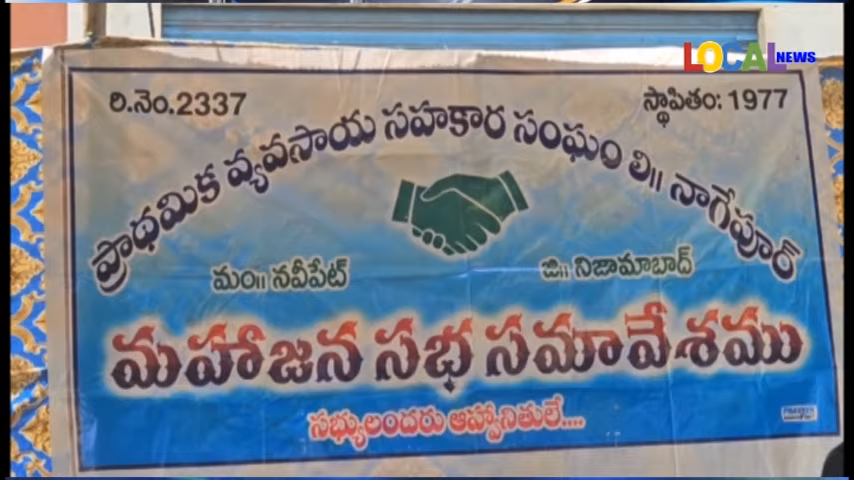 LOCAL NEWS
రి.నెం.2337
స్థాపితం: 1977
ప్రాథమిక వ్యవసాయ సహకార సంఘం లి|| నాగేపూర్
మం|| నవీపేట్
జి|| నిజామాబాద్
మహాజన సభ సమావేశము
సభ్యులందరు ఆహ్వానితులే....